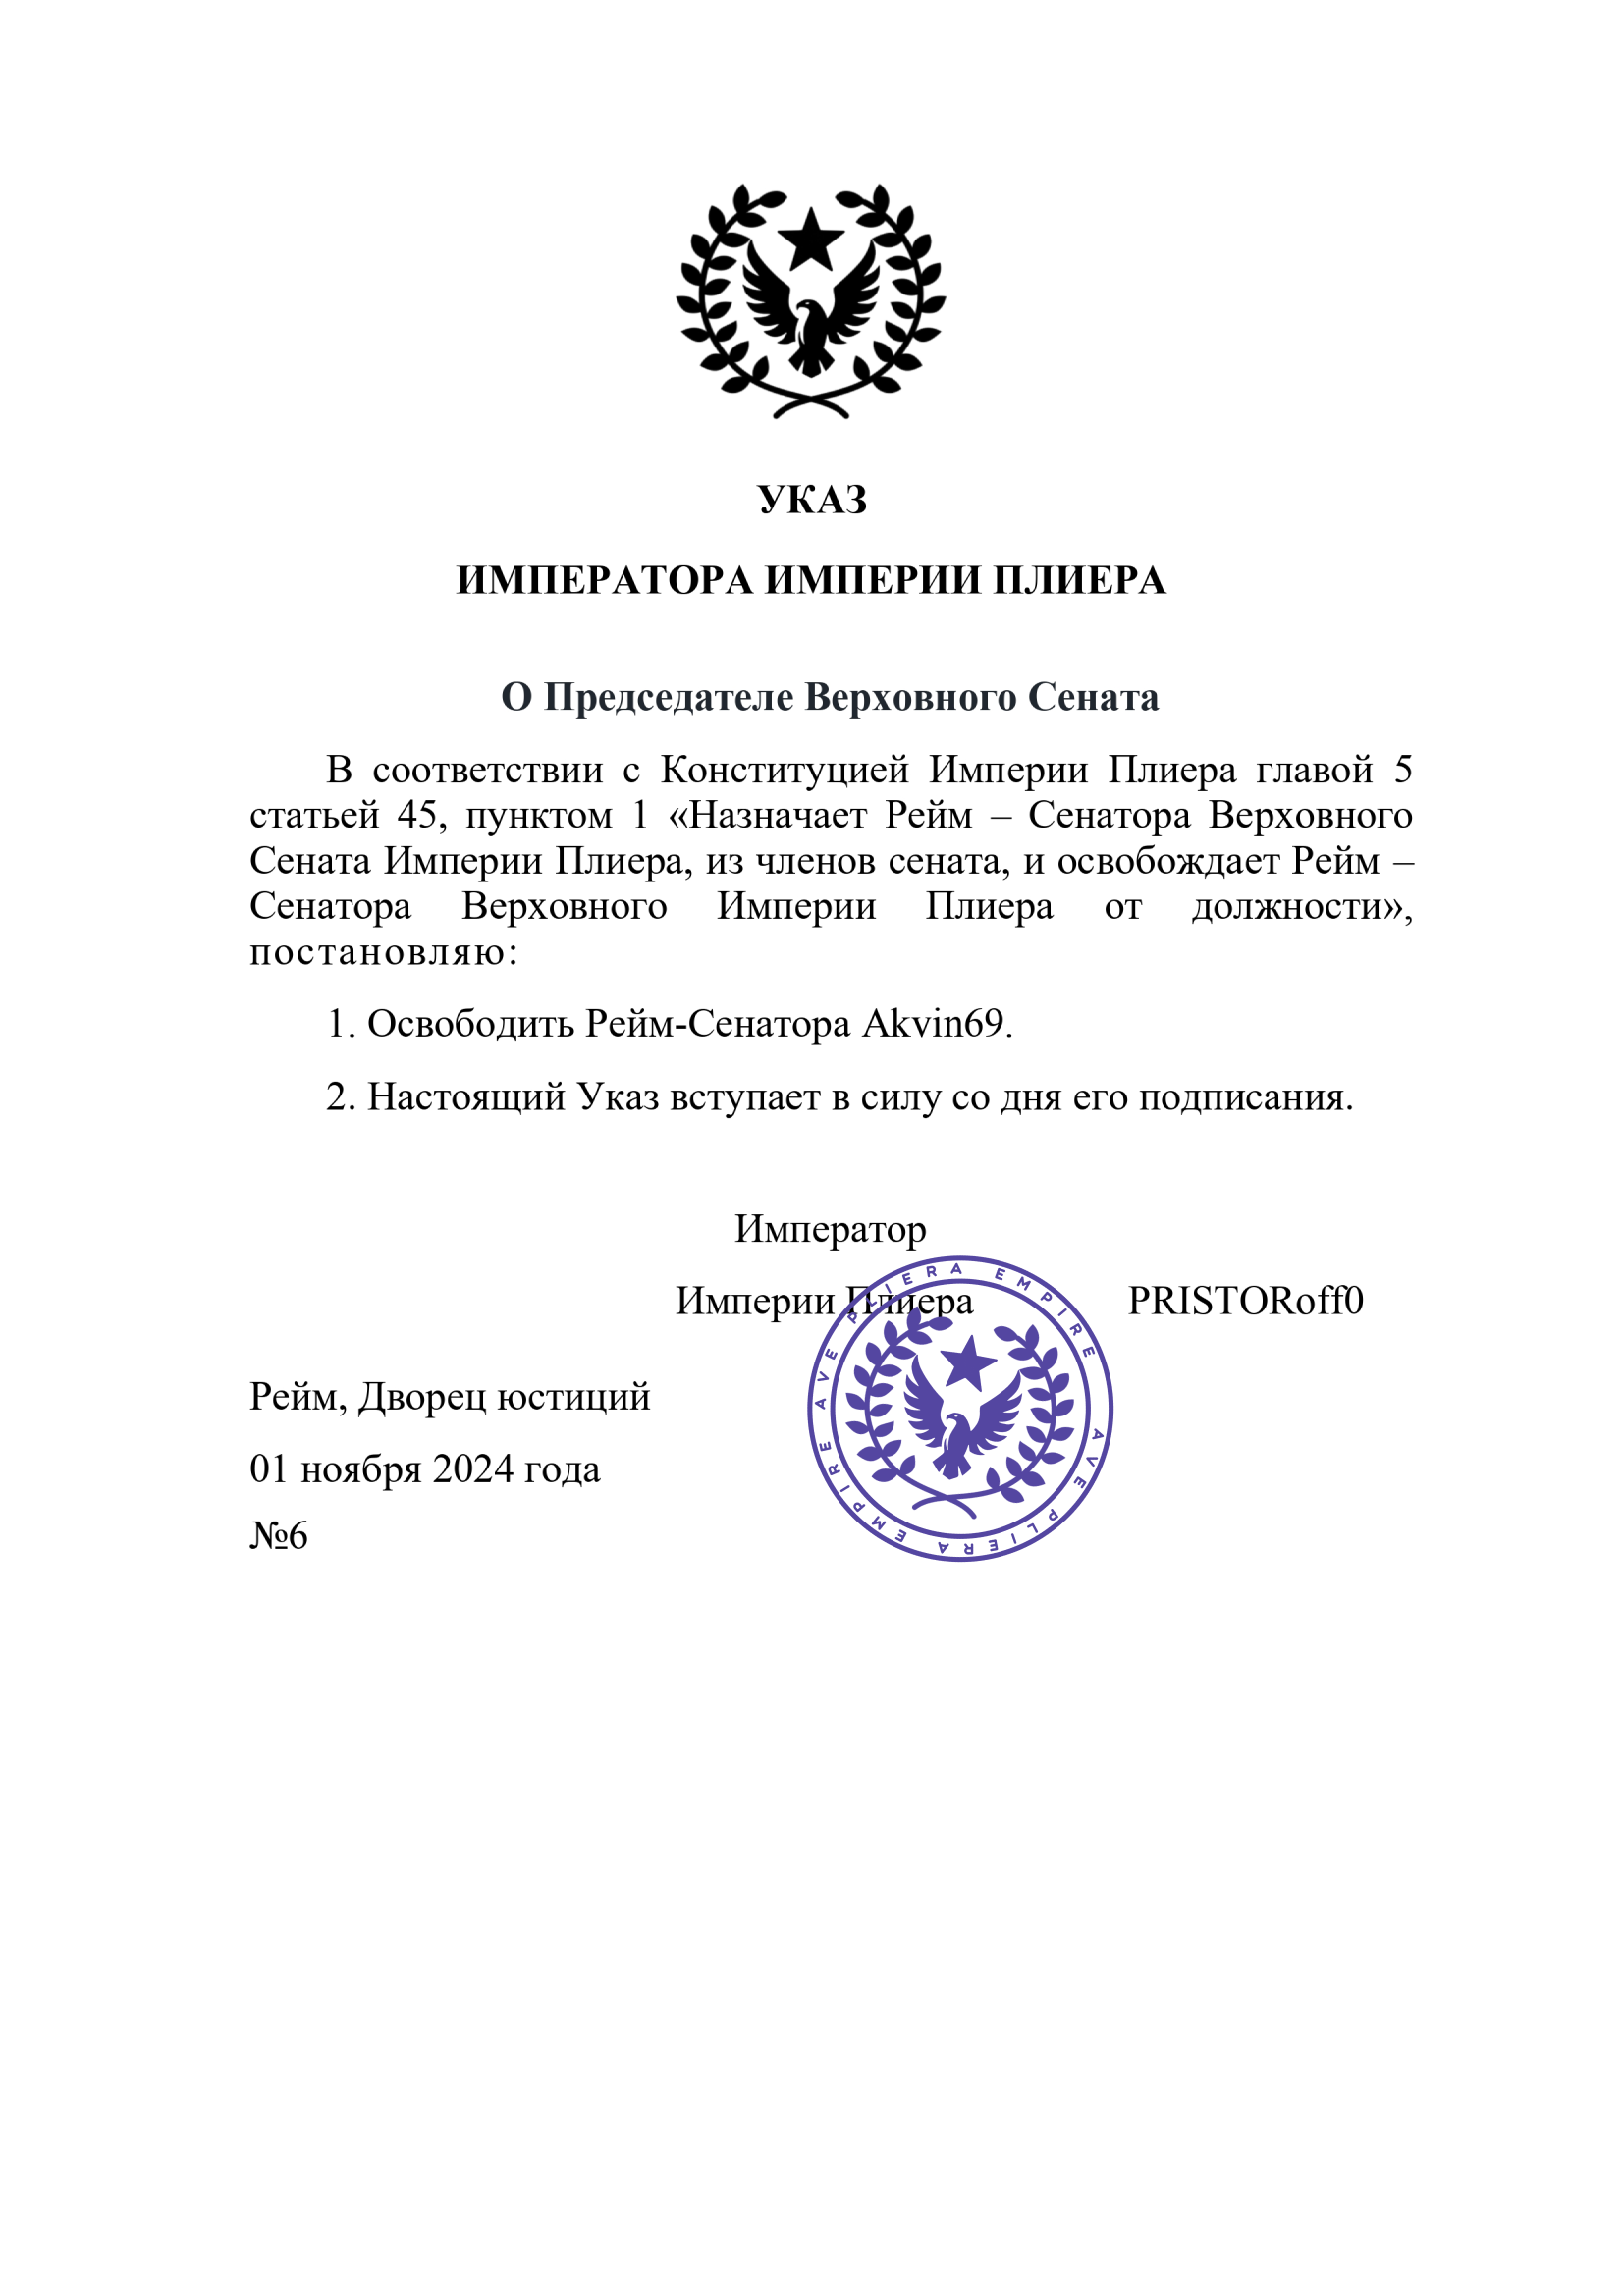 УКАЗ
ИМПЕРАТОРА ИМПЕРИИ ПЛИЕРА
О Председателе Верховного Сената
В соответствии с Конституцией Империи Плиера главой 5
статьей 45, пунктом 1 «Назначает Рейм – Сенатора Верховного
Сената Империи Плиера, из членов сената, и освобождает Рейм –
Сенатора Верховного Империи Плиера от должности»,
постановляю:
1. Освободить Рейм-Сенатора Akvin69.
2. Настоящий Указ вступает в силу со дня его подписания.
Император
Империи Плиера PRISTORoff0
AVE PLIERA EMPIRE AVE PLIERA EMPIRE
Рейм, Дворец юстиций
01 ноября 2024 года
№6